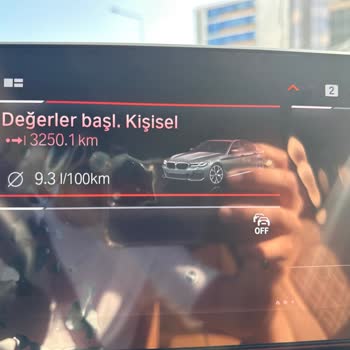 2
Değerler başl. Kişisel
3250.1 km
Ø 9.3 l/100km
OFF